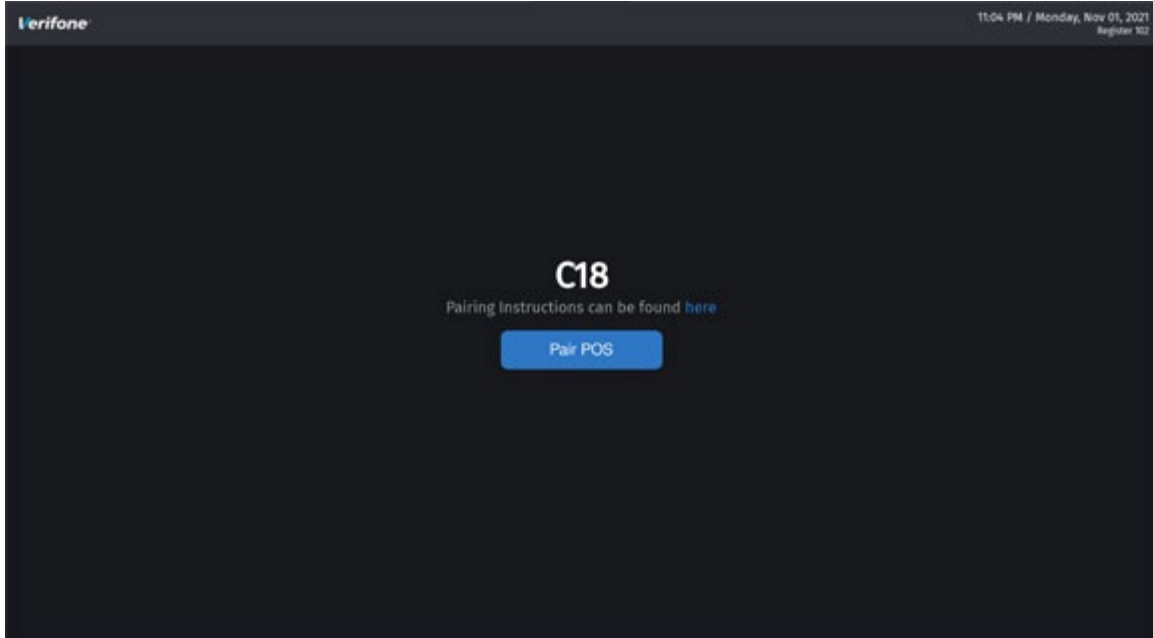 Verifone
11:04 PM / Monday, Nov 01, 2021
Register 102
C18
Pairing Instructions can be found here
Pair POS